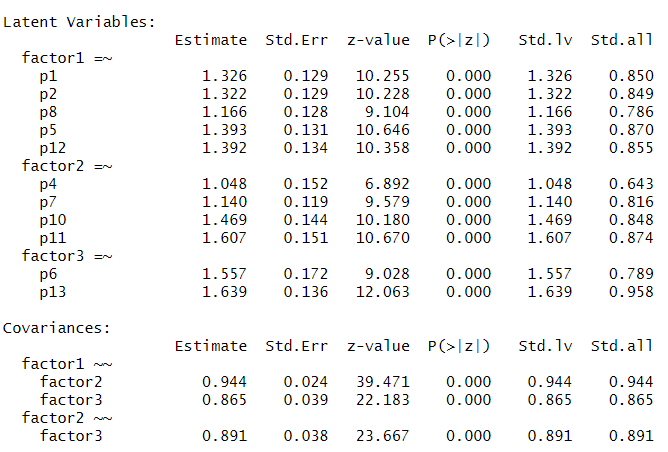 Latent Variables:
Estimate Std.Err z-value P(>|z|) Std.lv Std.all
factor1 =~
p1 1.326 0.129 10.255 0.000 1.326 0.850
p2 1.322 0.129 10.228 0.000 1.322 0.849
p8 1.166 0.128 9.104 0.000 1.166 0.786
p5 1.393 0.131 10.646 0.000 1.393 0.870
p12 1.392 0.134 10.358 0.000 1.392 0.855
factor2 =~
p4 1.048 0.152 6.892 0.000 1.048 0.643
p7 1.140 0.119 9.579 0.000 1.140 0.816
p10 1.469 0.144 10.180 0.000 1.469 0.848
p11 1.607 0.151 10.670 0.000 1.607 0.874
factor3 =~
p6 1.557 0.172 9.028 0.000 1.557 0.789
p13 1.639 0.136 12.063 0.000 1.639 0.958
Covariances:
Estimate Std.Err z-value P(>|z|) Std.lv Std.all
factor1 ~~
factor2 0.944 0.024 39.471 0.000 0.944 0.944
factor3 0.865 0.039 22.183 0.000 0.865 0.865
factor2 ~~
factor3 0.891 0.038 23.667 0.000 0.891 0.891